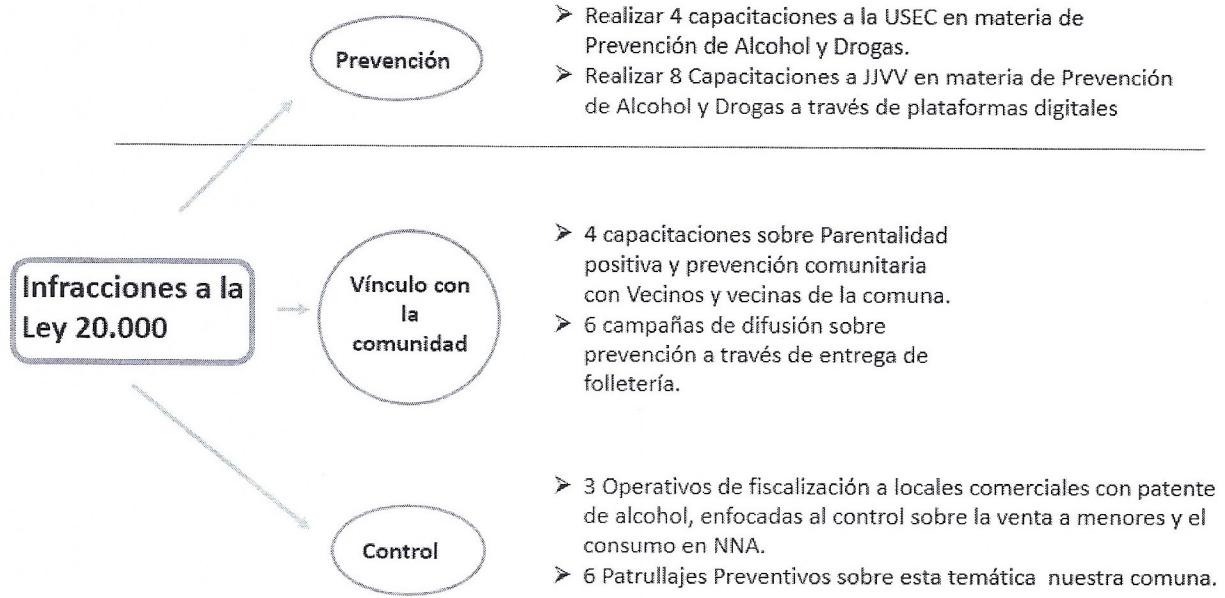 Prevención
➢ Realizar 4 capacitaciones a la USEC en materia de
Prevención de Alcohol y Drogas.
➢ Realizar 8 Capacitaciones a JJVV en materia de Prevención
de Alcohol y Drogas a través de plataformas digitales
Infracciones a la
Ley 20.000
Vínculo con
la
comunidad
➢ 4 capacitaciones sobre Parentalidad
positiva y prevención comunitaria
con Vecinos y vecinas de la comuna.
➢ 6 campañas de difusión sobre
prevención a través de entrega de
folletería.
Control
➢ 3 Operativos de fiscalización a locales comerciales con patente
de alcohol, enfocadas al control sobre la venta a menores y el
consumo en NNA.
➢ 6 Patrullajes Preventivos sobre esta temática nuestra comuna.